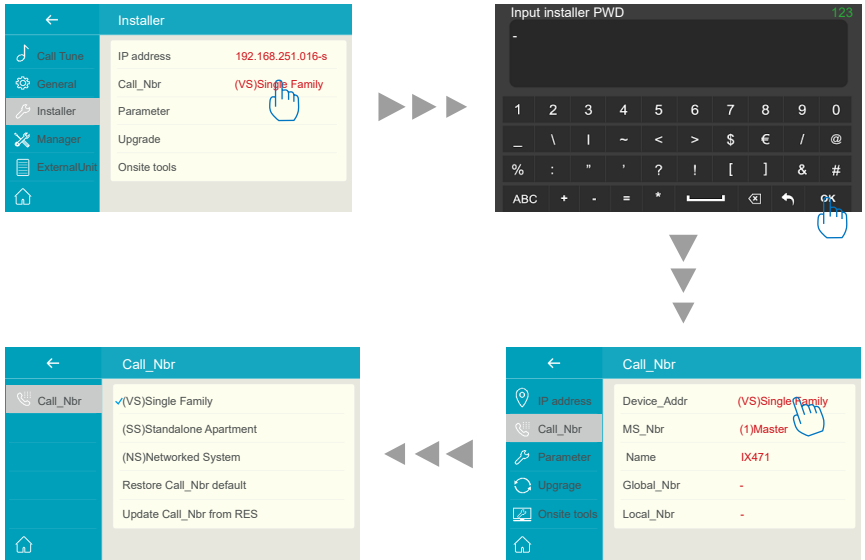 Installer
Call Tune
General
Installer
Manager
ExternalUnit
IP address 192.168.251.016-s
Call_Nbr (VS)Single Family
Parameter
Upgrade
Onsite tools
Input installer PWD 123
-
1 2 3 4 5 6 7 8 9 0
_ \ | ~ < > $ € / @
% : " ' ? ! [ ] & #
ABC + - = * OK
Call_Nbr
IP address
Call_Nbr
Parameter
Upgrage
Onsite tools
Device_Addr (VS)Single Family
MS_Nbr (1)Master
Name IX471
Global_Nbr -
Local_Nbr -
Call_Nbr
Call_Nbr
(VS)Single Family
(SS)Standalone Apartment
(NS)Networked System
Restore Call_Nbr default
Update Call_Nbr from RES